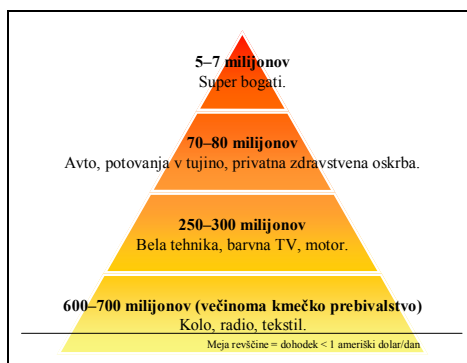 5–7 milijonov
Super bogati.
70–80 milijonov
Avto, potovanja v tujino, privatna zdravstvena oskrba.
250–300 milijonov
Bela tehnika, barvna TV, motor.
600–700 milijonov (večinoma kmečko prebivalstvo)
Kolo, radio, tekstil.
Meja revščine = dohodek < 1 ameriški dolar/dan